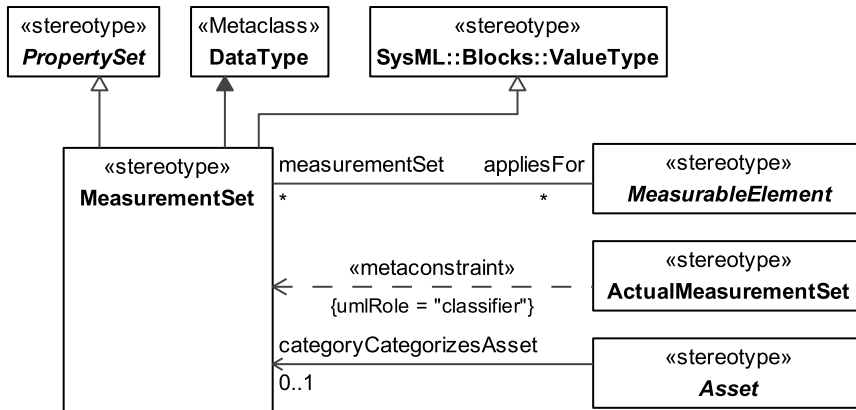 «stereotype»
PropertySet
«Metaclass»
DataType
«stereotype»
SysML::Blocks::ValueType
«stereotype»
MeasurementSet
measurementSet
appliesFor
*
*
«stereotype»
MeasurableElement
«metaconstraint»
{umlRole = "classifier"}
«stereotype»
ActualMeasurementSet
categoryCategorizesAsset
0..1
«stereotype»
Asset